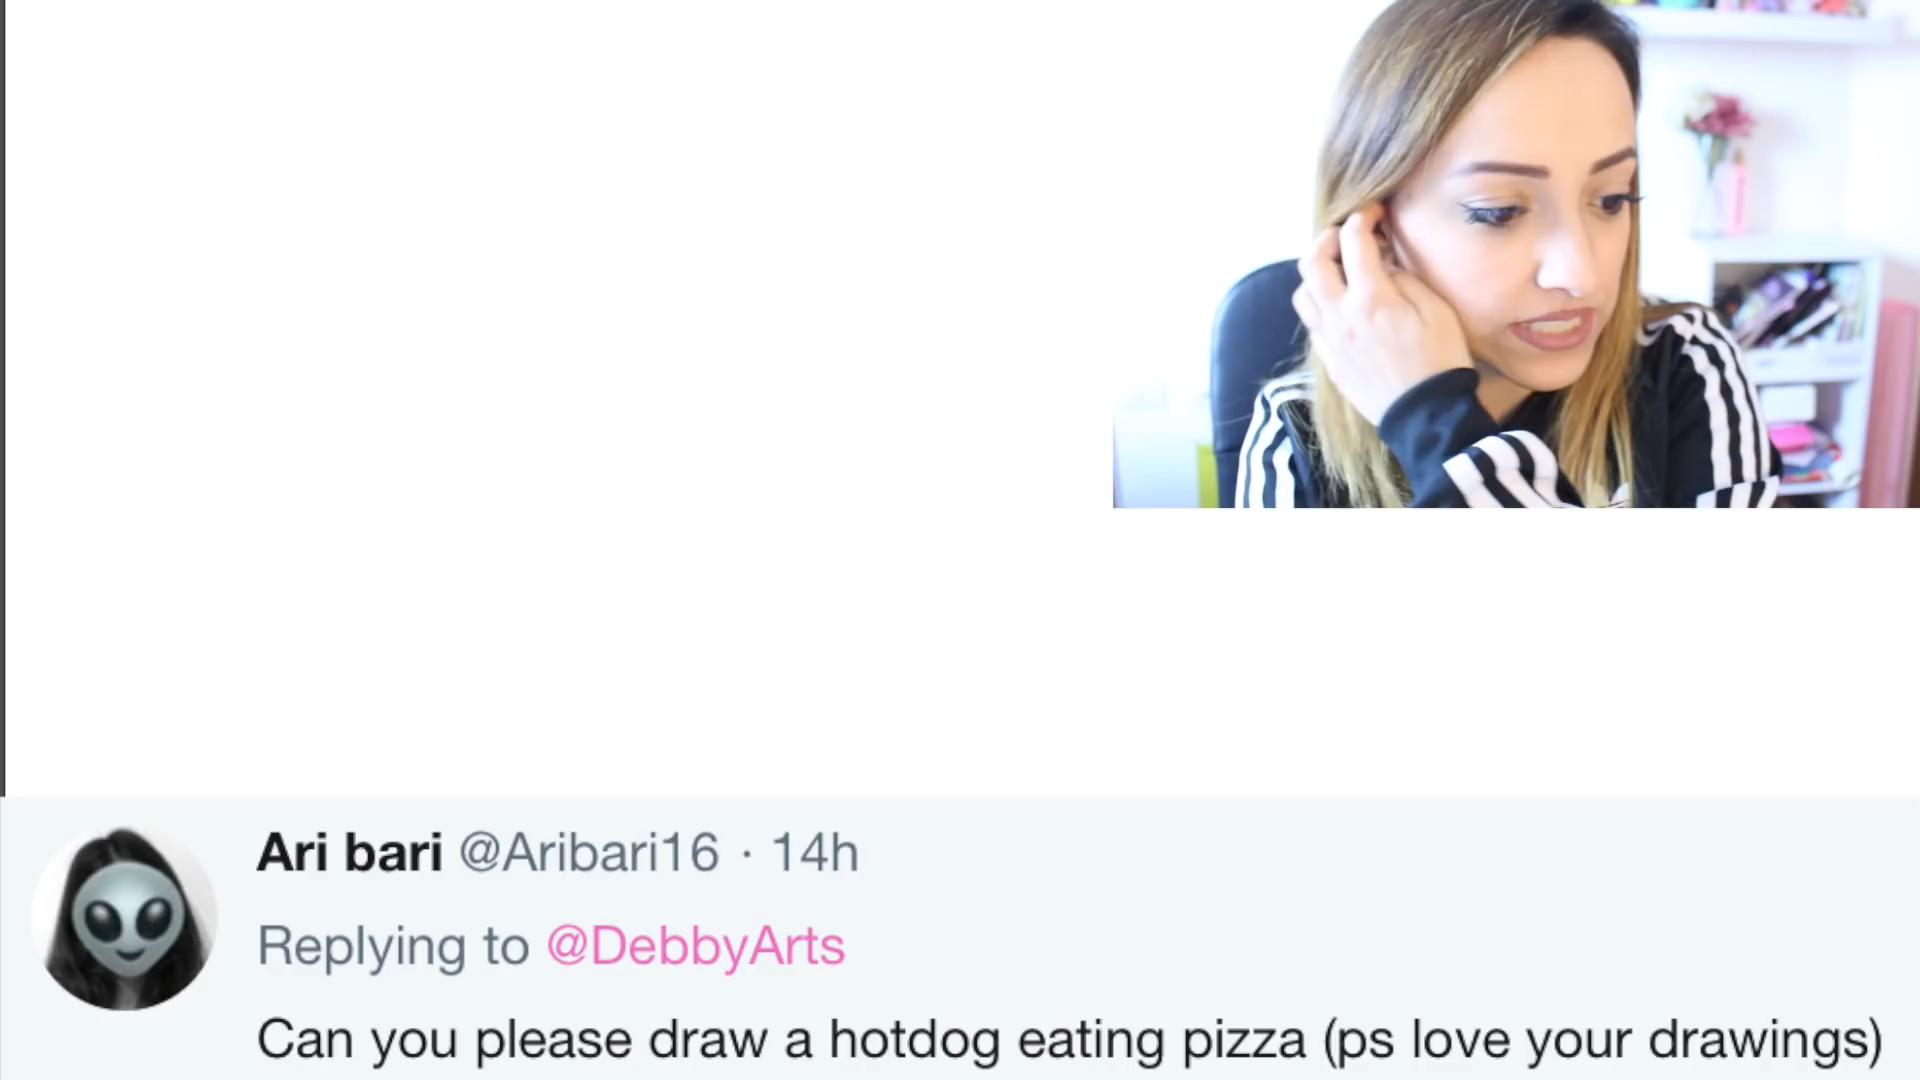 Ari bari @Aribari16 · 14h
Replying to @DebbyArts
Can you please draw a hotdog eating pizza (ps love your drawings)